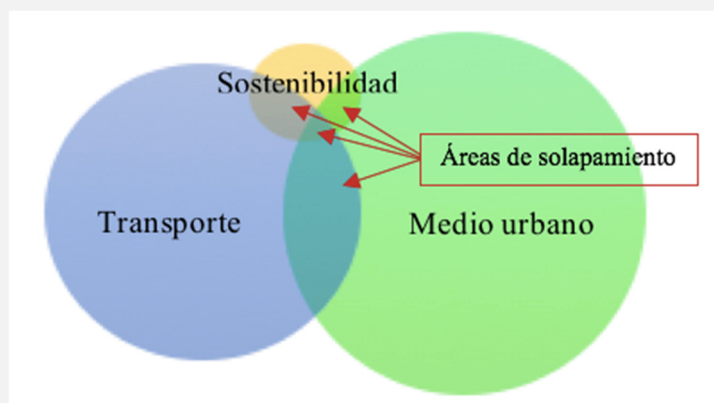 Sostenibilidad
Áreas de solapamiento
Transporte
Medio urbano